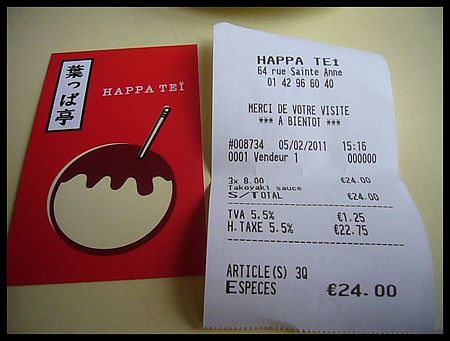 葉っぱ亭
HAPPA TEÏ
HAPPA TEi
64 rue Sainte Anne
01 42 96 60 40
MERCI DE VOTRE VISITE
*** A BIENTOT ***
#008734 05/02/2011 15:16
0001 Vendeur 1 000000
3x 8.00 €24.00
Takoyaki sauce
S/TOTAL €24.00
TVA 5.5% €1.25
H.TAXE 5.5% €22.75
ARTICLE(S) 3Q
ESPECES €24.00